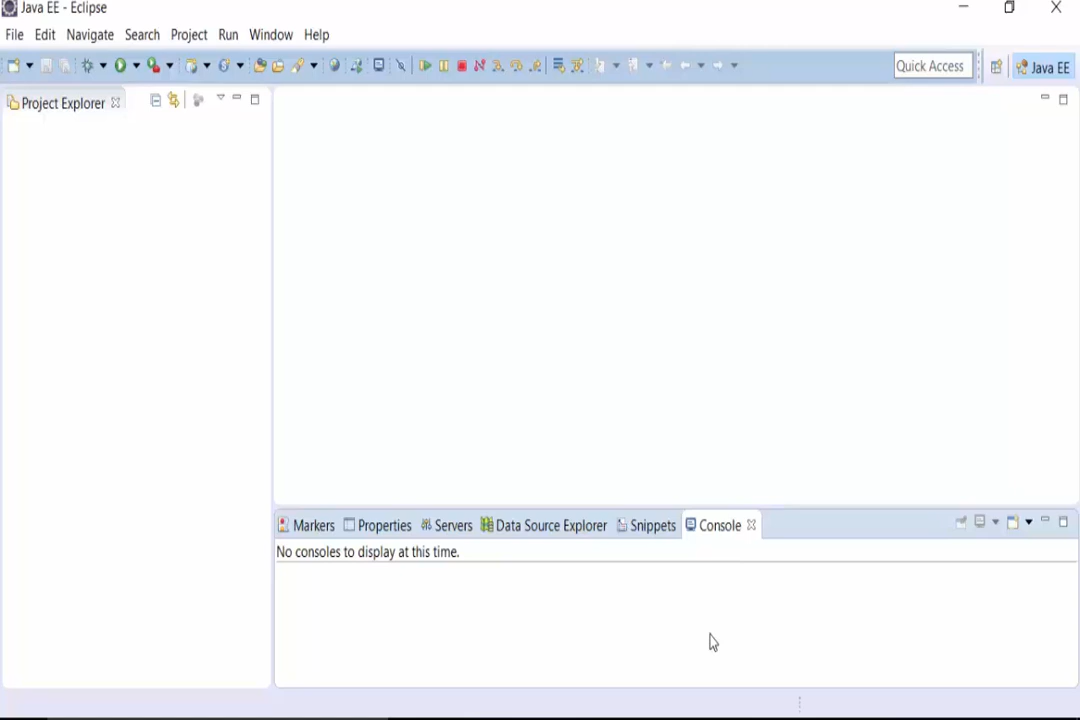 Java EE - Eclipse
File Edit Navigate Search Project Run Window Help
Quick Access Java EE
Project Explorer
Markers Properties Servers Data Source Explorer Snippets Console
No consoles to display at this time.